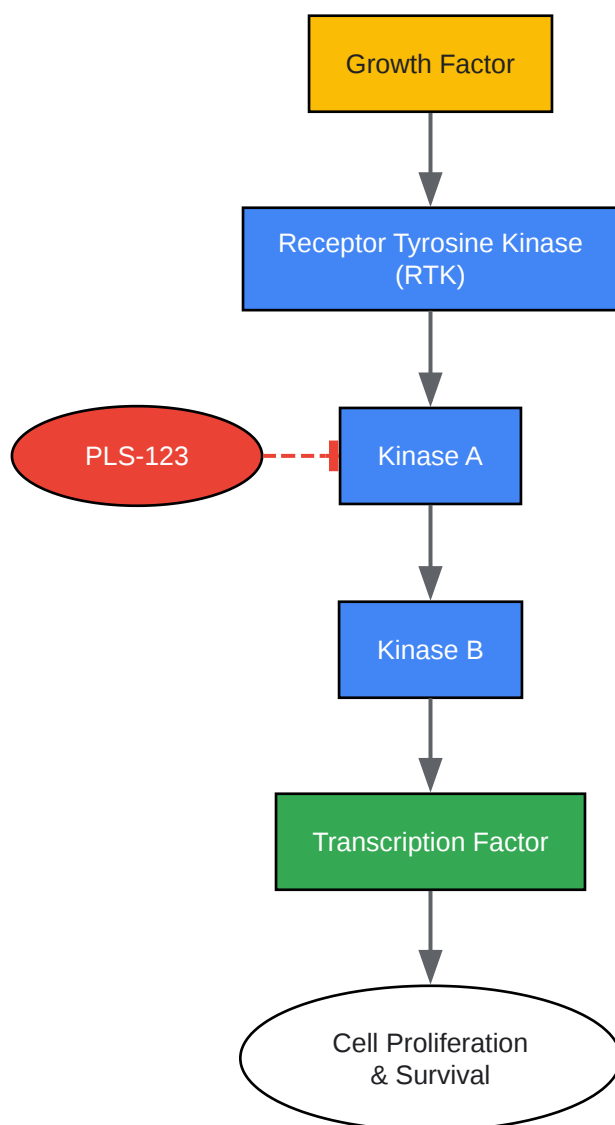 Growth Factor
Receptor Tyrosine Kinase
(RTK)
PLS-123
Kinase A
Kinase B
Transcription Factor
Cell Proliferation
& Survival